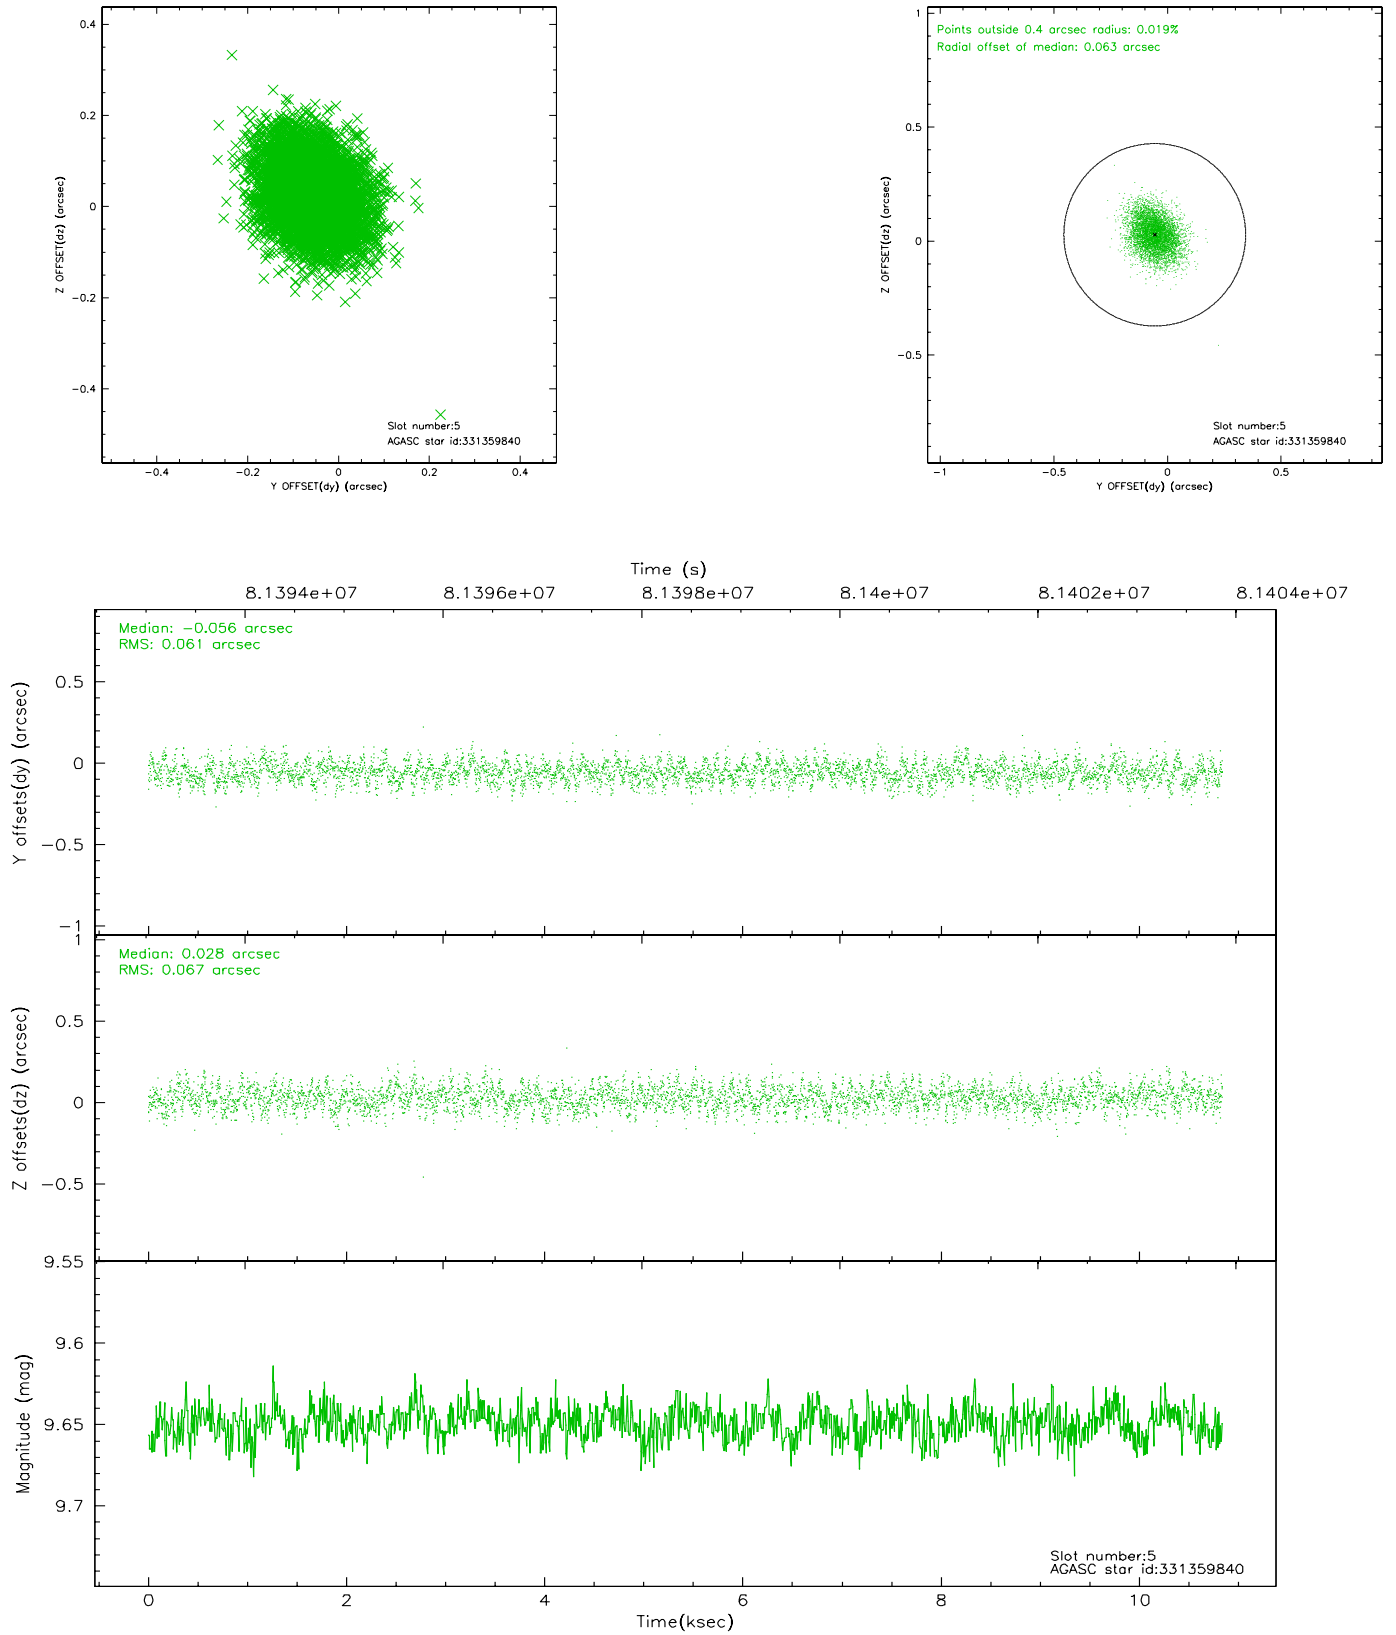 0.4
0.2
0
−0.2
−0.4
Z OFFSET(dz) (arcsec)
−0.4
−0.2
0
0.2
0.4
Y OFFSET(dy) (arcsec)
Slot number:5
AGASC star id:331359840
Points outside 0.4 arcsec radius: 0.019%
Radial offset of median: 0.063 arcsec
1
0.5
0
−0.5
Z OFFSET(dz) (arcsec)
−1
−0.5
0
0.5
Y OFFSET(dy) (arcsec)
Slot number:5
AGASC star id:331359840
Time (s)
8.1394e+07
8.1396e+07
8.1398e+07
8.14e+07
8.1402e+07
8.1404e+07
Median: −0.056 arcsec
RMS: 0.061 arcsec
0.5
0
−0.5
−1
Y offsets(dy) (arcsec)
Median: 0.028 arcsec
RMS: 0.067 arcsec
1
0.5
0
−0.5
Z offsets(dz) (arcsec)
9.55
9.6
9.65
9.7
Magnitude (mag)
Slot number:5
AGASC star id:331359840
0
2
4
6
8
10
Time(ksec)